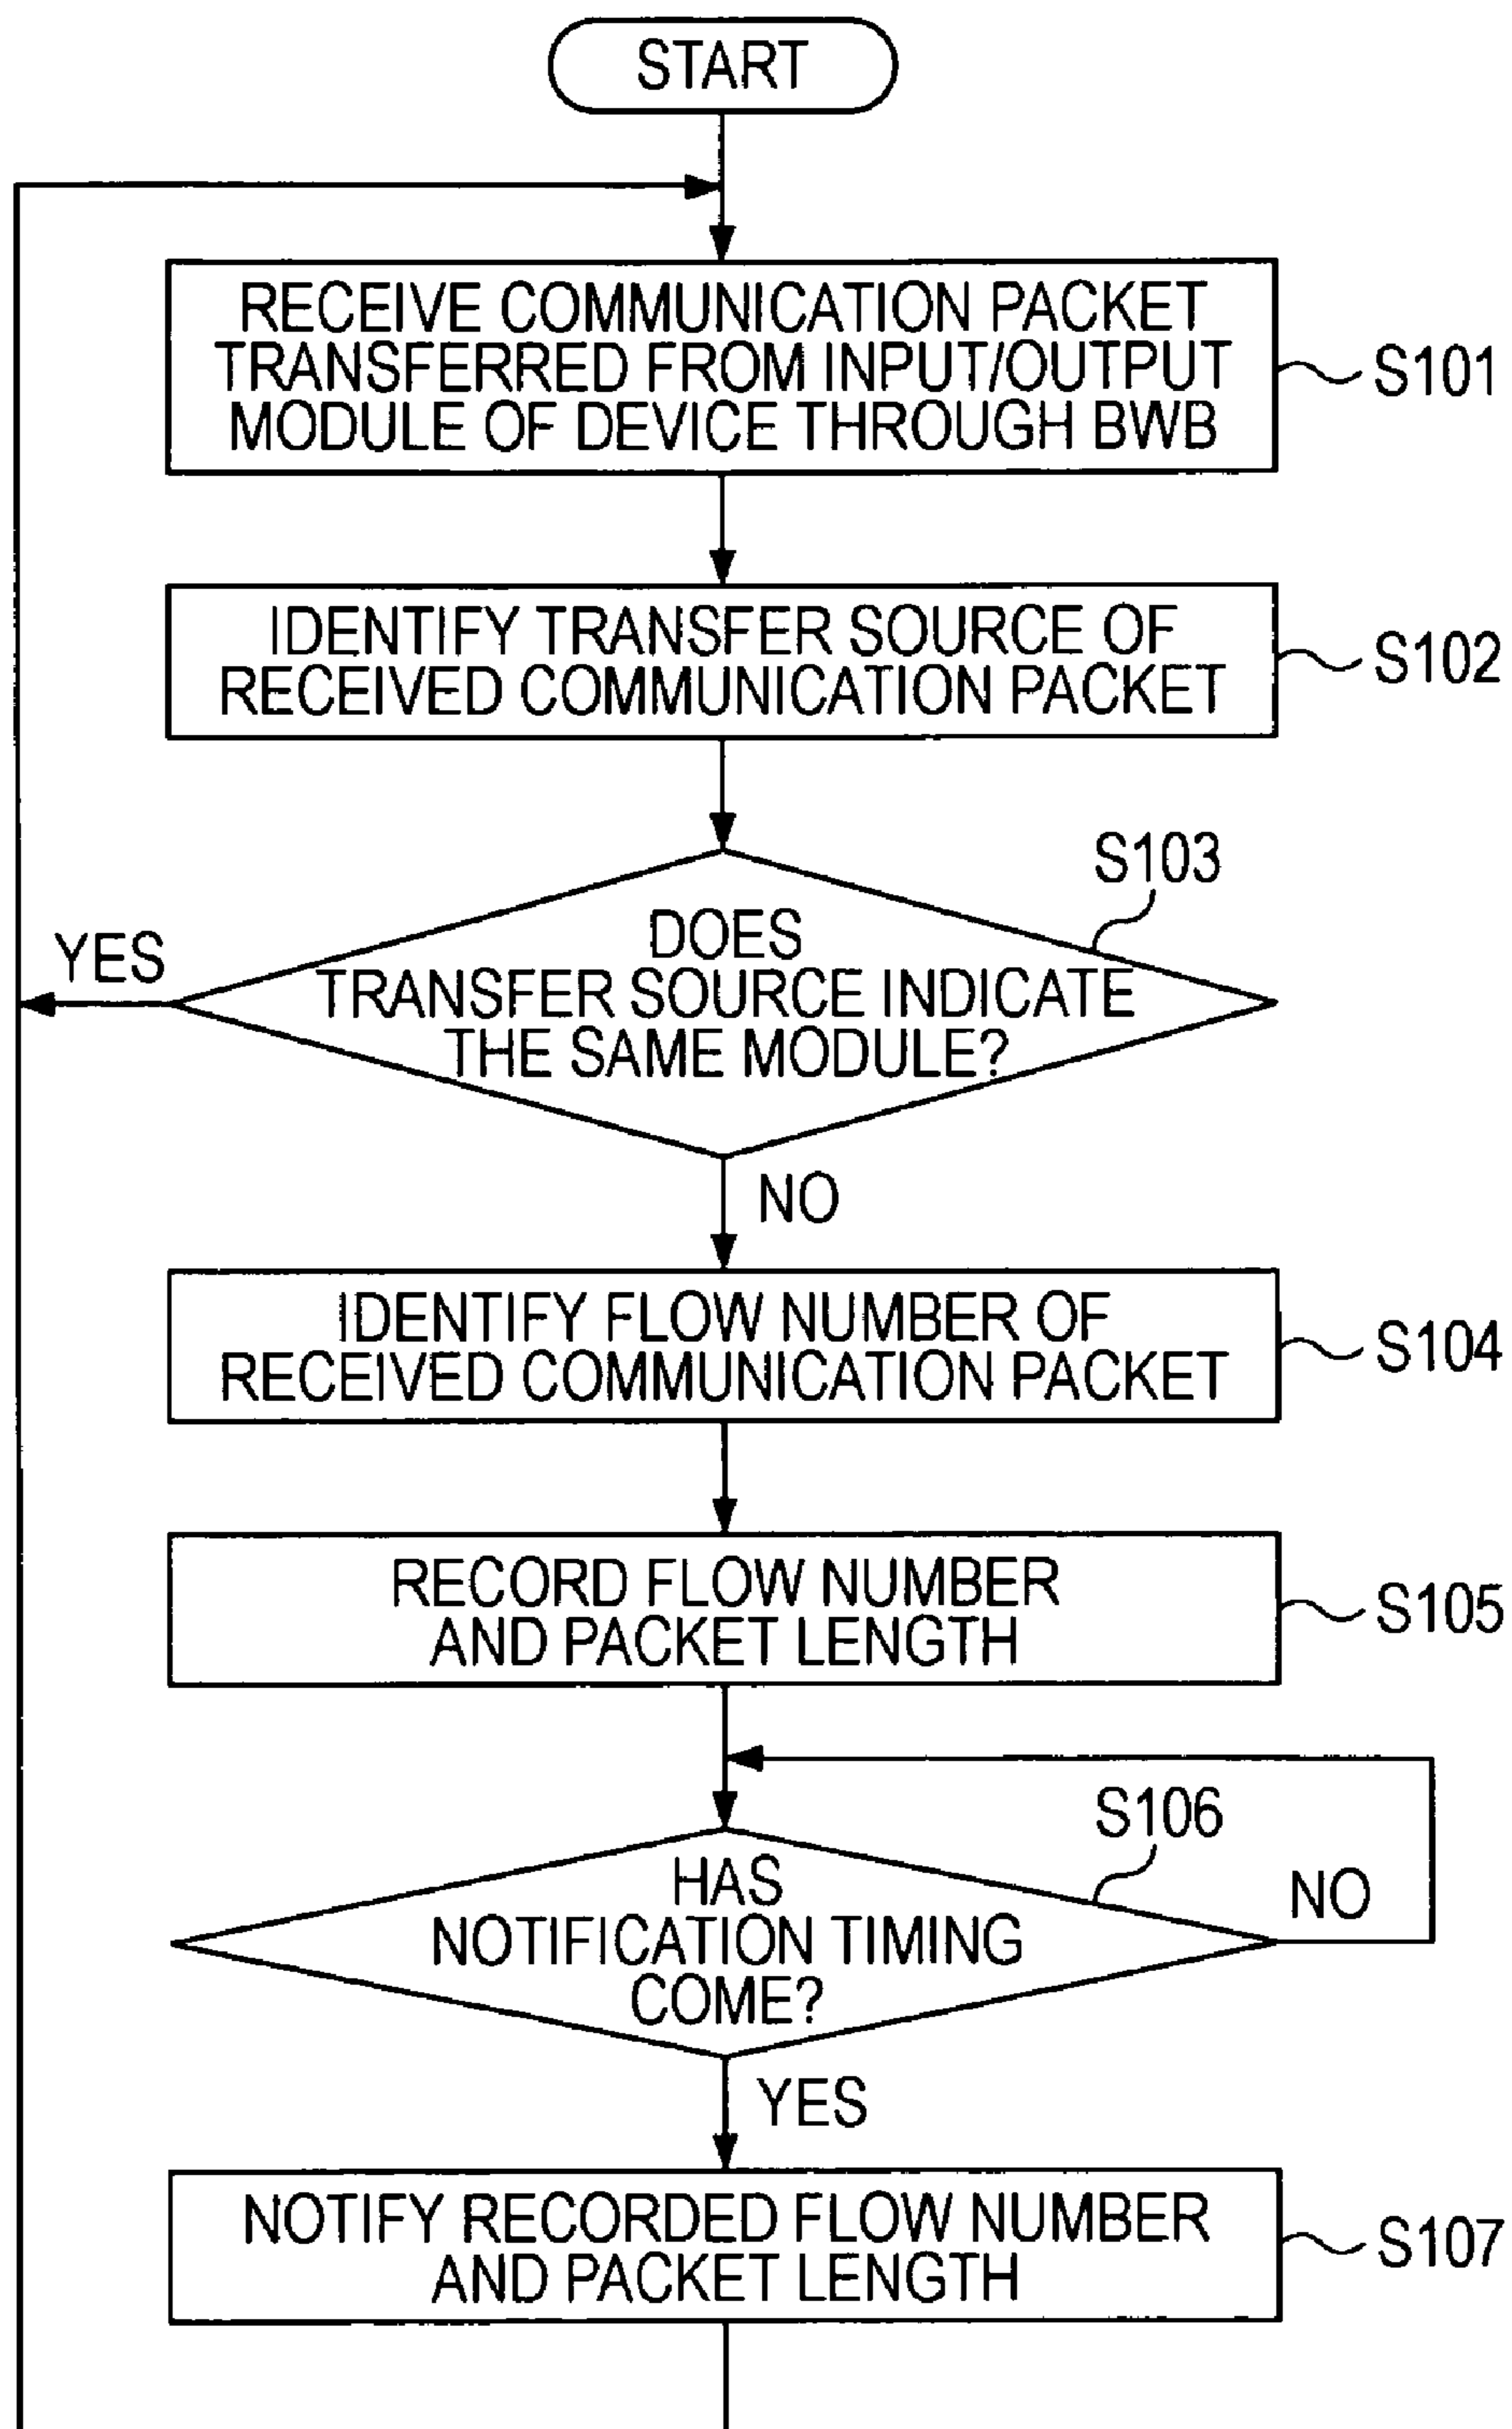 START
RECEIVE COMMUNICATION PACKET
TRANSFERRED FROM INPUT/OUTPUT
MODULE OF DEVICE THROUGH BWB
S101
IDENTIFY TRANSFER SOURCE OF
RECEIVED COMMUNICATION PACKET
S102
S103
DOES
TRANSFER SOURCE INDICATE
THE SAME MODULE?
YES
NO
IDENTIFY FLOW NUMBER OF
RECEIVED COMMUNICATION PACKET
S104
RECORD FLOW NUMBER
AND PACKET LENGTH
S105
S106
HAS
NOTIFICATION TIMING
COME?
NO
YES
NOTIFY RECORDED FLOW NUMBER
AND PACKET LENGTH
S107